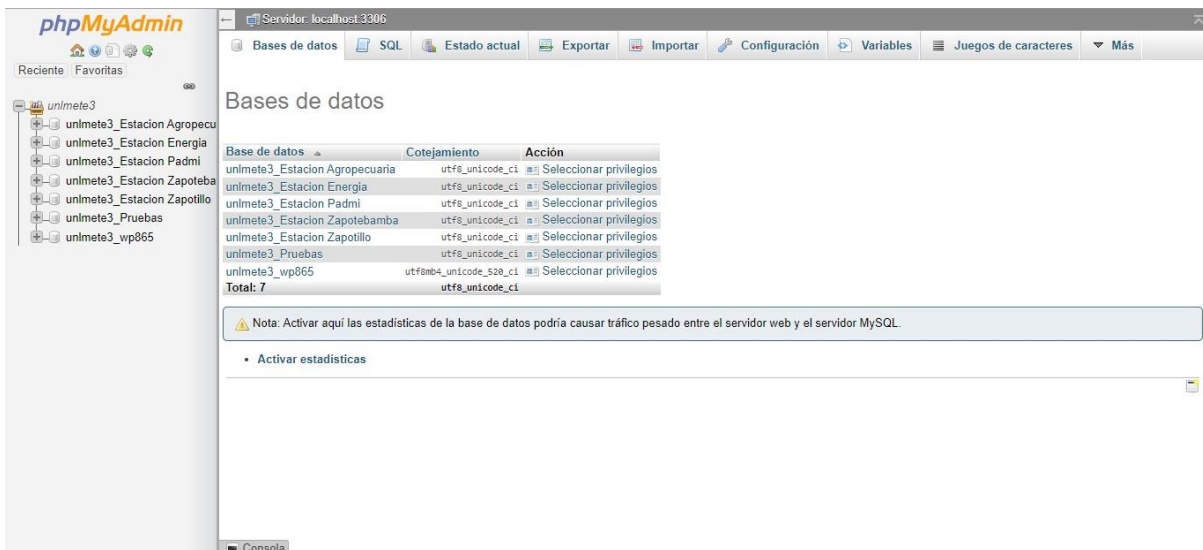 phpMyAdmin
Reciente Favoritas
unlmete3
unlmete3_Estacion Agropecu
unlmete3_Estacion Energia
unlmete3_Estacion Padmi
unlmete3_Estacion Zapoteba
unlmete3_Estacion Zapotillo
unlmete3_Pruebas
unlmete3_wp865
Servidor: localhost:3306
Bases de datos SQL Estado actual Exportar Importar Configuración Variables Juegos de caracteres Más
Bases de datos
Base de datos Cotejamiento Acción
unlmete3_Estacion Agropecuaria utf8_unicode_ci Seleccionar privilegios
unlmete3_Estacion Energia utf8_unicode_ci Seleccionar privilegios
unlmete3_Estacion Padmi utf8_unicode_ci Seleccionar privilegios
unlmete3_Estacion Zapotebamba utf8_unicode_ci Seleccionar privilegios
unlmete3_Estacion Zapotillo utf8_unicode_ci Seleccionar privilegios
unlmete3_Pruebas utf8_unicode_ci Seleccionar privilegios
unlmete3_wp865 utf8mb4_unicode_520_ci Seleccionar privilegios
Total: 7 utf8_unicode_ci
Nota: Activar aquí las estadísticas de la base de datos podría causar tráfico pesado entre el servidor web y el servidor MySQL.
• Activar estadísticas
Consola